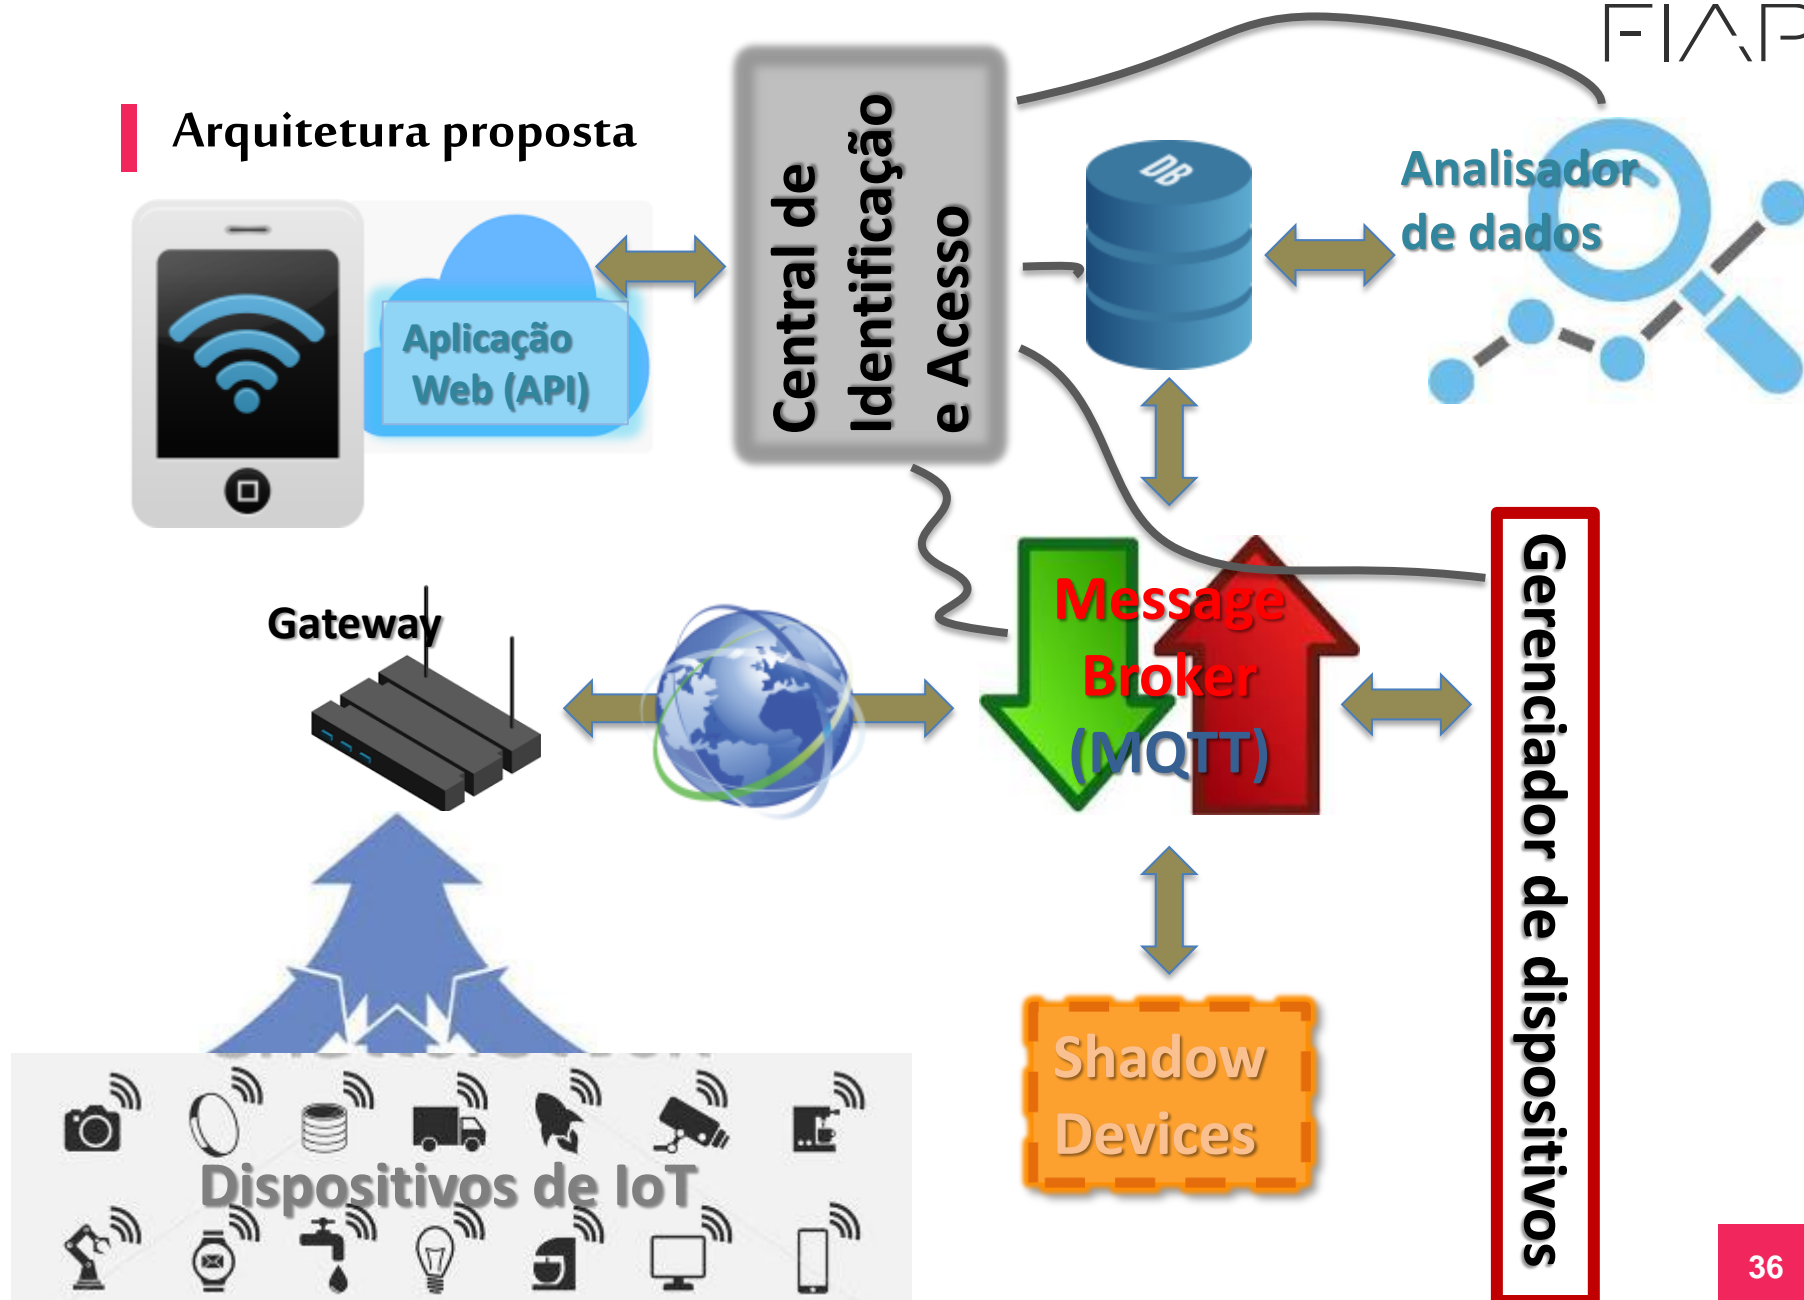 FIAP
Arquitetura proposta
Central de
Identificação
e Acesso
DB
Analisador
de dados
Aplicação
Web (API)
Gateway
Message
Broker
(MQTT)
Gerenciador de dispositivos
Shadow
Devices
Dispositivos de IoT
36